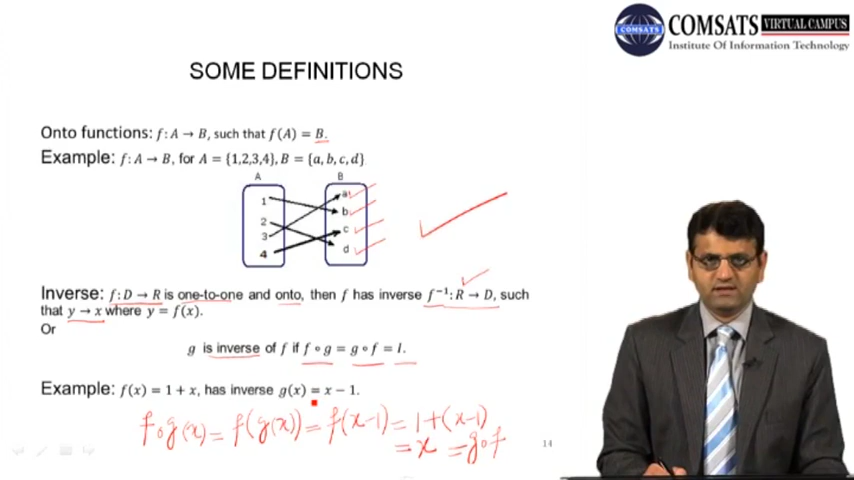 COMSATS
COMSATS VIRTUAL CAMPUS
Institute Of Information Technology
SOME DEFINITIONS
Onto functions: f: A → B, such that f(A) = B.
Example: f: A → B, for A = {1,2,3,4}, B = {a, b, c, d}
A B
1 a
b
2 c
3 d
4
Inverse: f: D → R is one-to-one and onto, then f has inverse f⁻¹: R → D, such
that y → x where y = f(x).
Or
g is inverse of f if f ∘ g = g ∘ f = I.
Example: f(x) = 1 + x, has inverse g(x) = x − 1.
f∘g(x) = f(g(x)) = f(x-1) = 1+(x-1)
= x = g∘f
14